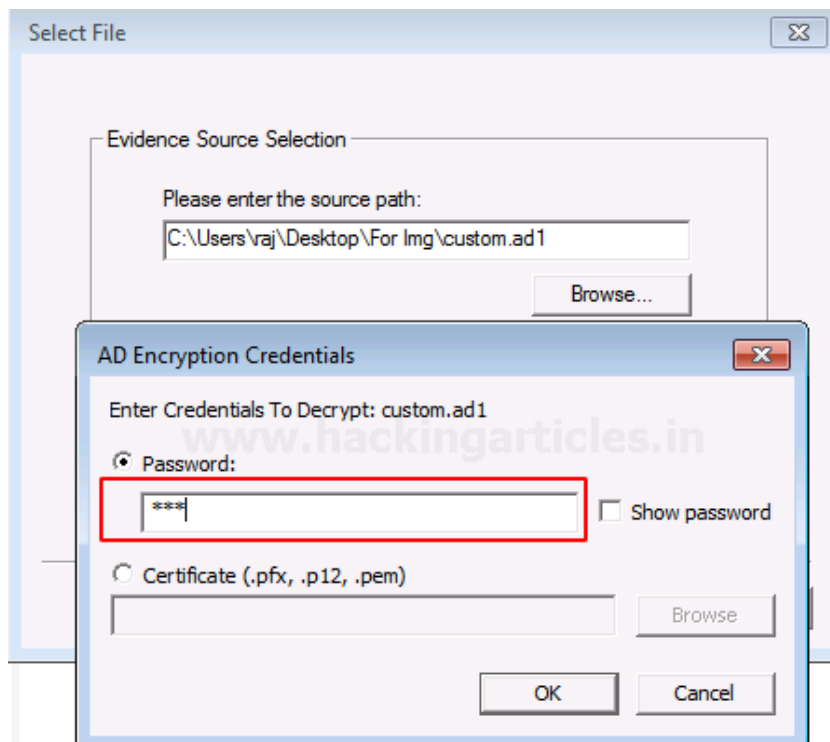 Select File
Evidence Source Selection
Please enter the source path:
C:\Users\raj\Desktop\For Img\custom.ad1
Browse...
AD Encryption Credentials
Enter Credentials To Decrypt: custom.ad1
www.hackingarticles.in
Password:
***
Show password
Certificate (.pfx, .p12, .pem)
Browse
OK
Cancel